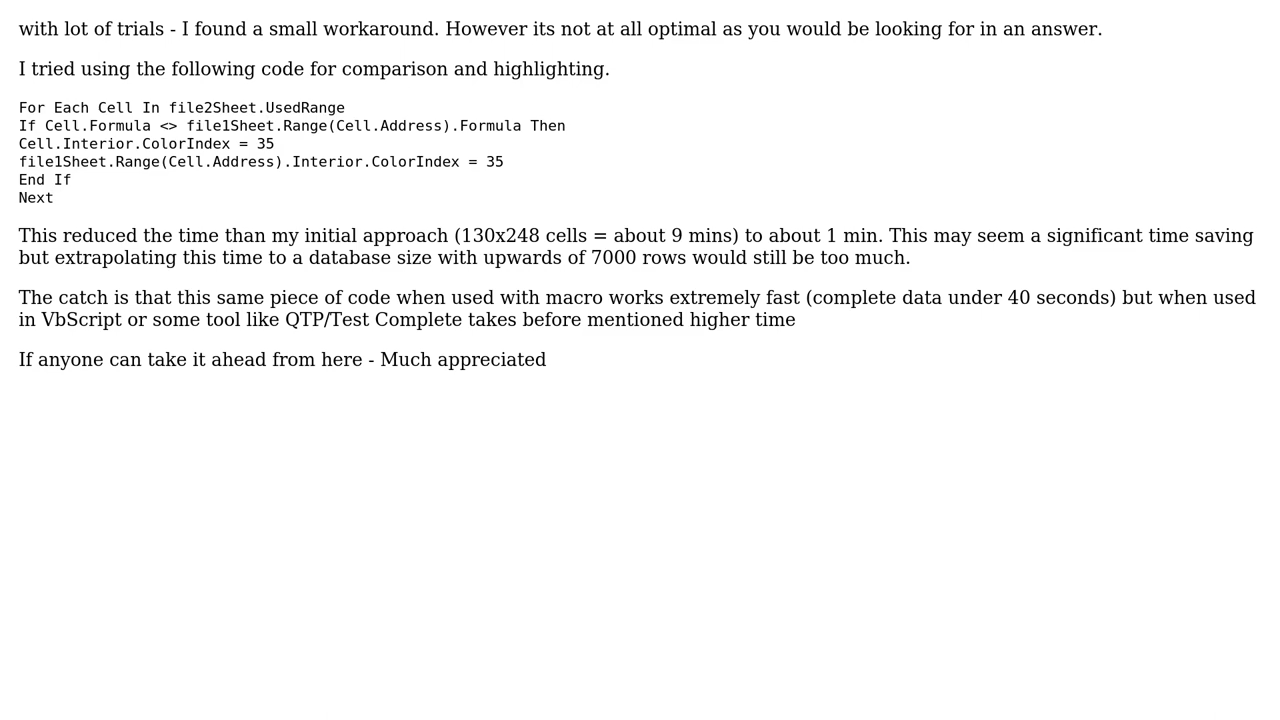 with lot of trials - I found a small workaround. However its not at all optimal as you would be looking for in an answer.
I tried using the following code for comparison and highlighting.
For Each Cell In file2Sheet.UsedRange
If Cell.Formula <> file1Sheet.Range(Cell.Address).Formula Then
Cell.Interior.ColorIndex = 35
file1Sheet.Range(Cell.Address).Interior.ColorIndex = 35
End If
Next
This reduced the time than my initial approach (130x248 cells = about 9 mins) to about 1 min. This may seem a significant time saving
but extrapolating this time to a database size with upwards of 7000 rows would still be too much.
The catch is that this same piece of code when used with macro works extremely fast (complete data under 40 seconds) but when used
in VbScript or some tool like QTP/Test Complete takes before mentioned higher time
If anyone can take it ahead from here - Much appreciated